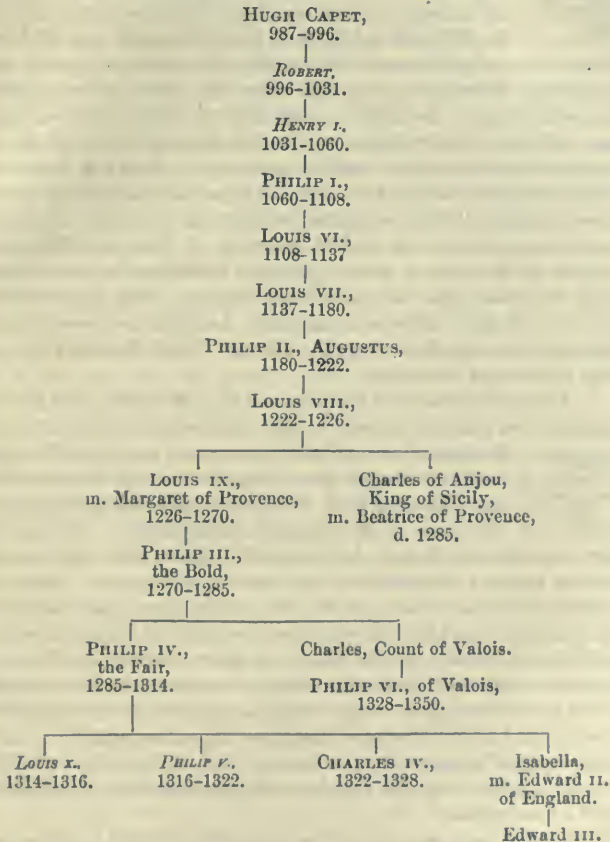 HUGH CAPET,
987-996.
ROBERT,
996-1031.
HENRY I.,
1031-1060.
PHILIP I.,
1060-1108.
LOUIS VI.,
1108-1137
LOUIS VII.,
1137-1180.
PHILIP II., AUGUSTUS,
1180-1222.
LOUIS VIII.,
1222-1226.
LOUIS IX.,
m. Margaret of Provence,
1226-1270.
Charles of Anjou,
King of Sicily,
m. Beatrice of Provence,
d. 1285.
PHILIP III.,
the Bold,
1270-1285.
PHILIP IV.,
the Fair,
1285-1314.
Charles, Count of Valois.
PHILIP VI., of Valois,
1328-1350.
LOUIS X.,
1314-1316.
PHILIP V.,
1316-1322.
CHARLES IV.,
1322-1328.
Isabella,
m. Edward II.
of England.
Edward III.